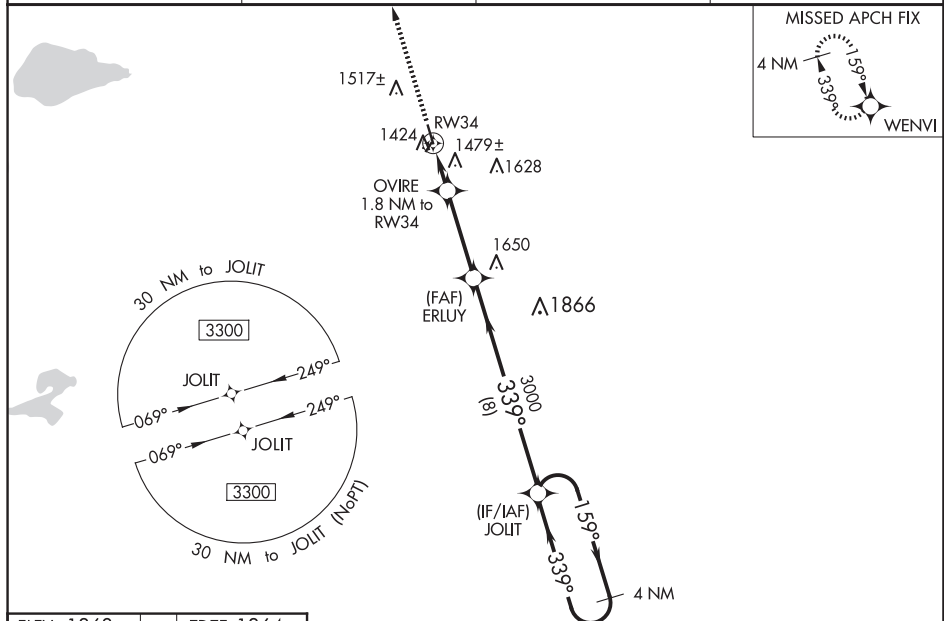 MISSED APCH FIX
4 NM
159°
339°
WENVI
1517±
RW34
1424
1479±
1628
OVIRE
1.8 NM to
RW34
1650
(FAF)
ERLUY
1866
30 NM to JOLIT
3300
JOLIT
249°
069°
249°
069°
JOLIT
3300
30 NM to JOLIT (NoPT)
3000
339°
(8)
(IF/IAF)
JOLIT
159°
339°
4 NM